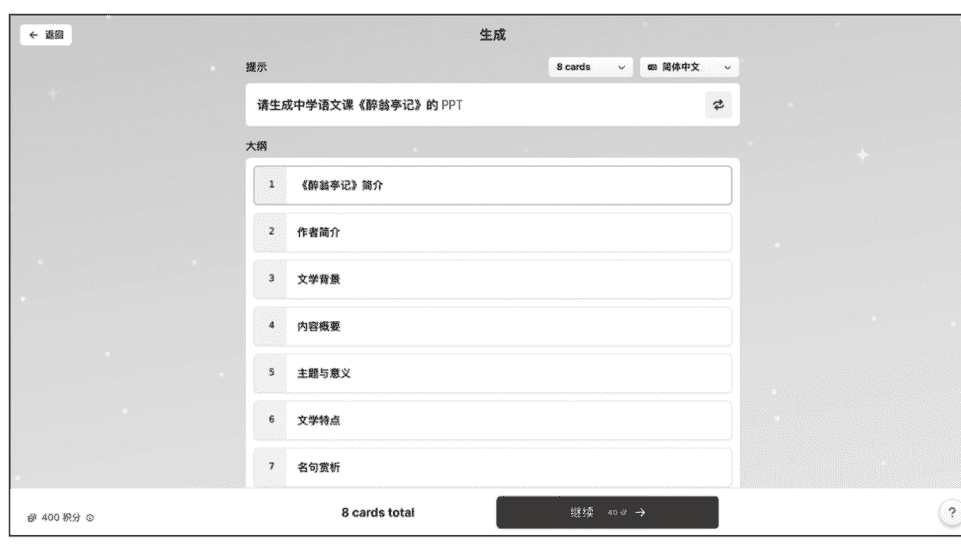 ← 返回
生成
提示
8 cards
简体中文
请生成中学语文课《醉翁亭记》的 PPT
大纲
1 《醉翁亭记》简介
2 作者简介
3 文学背景
4 内容概要
5 主题与意义
6 文学特点
7 名句赏析
400 积分
8 cards total
继续 40 →
?